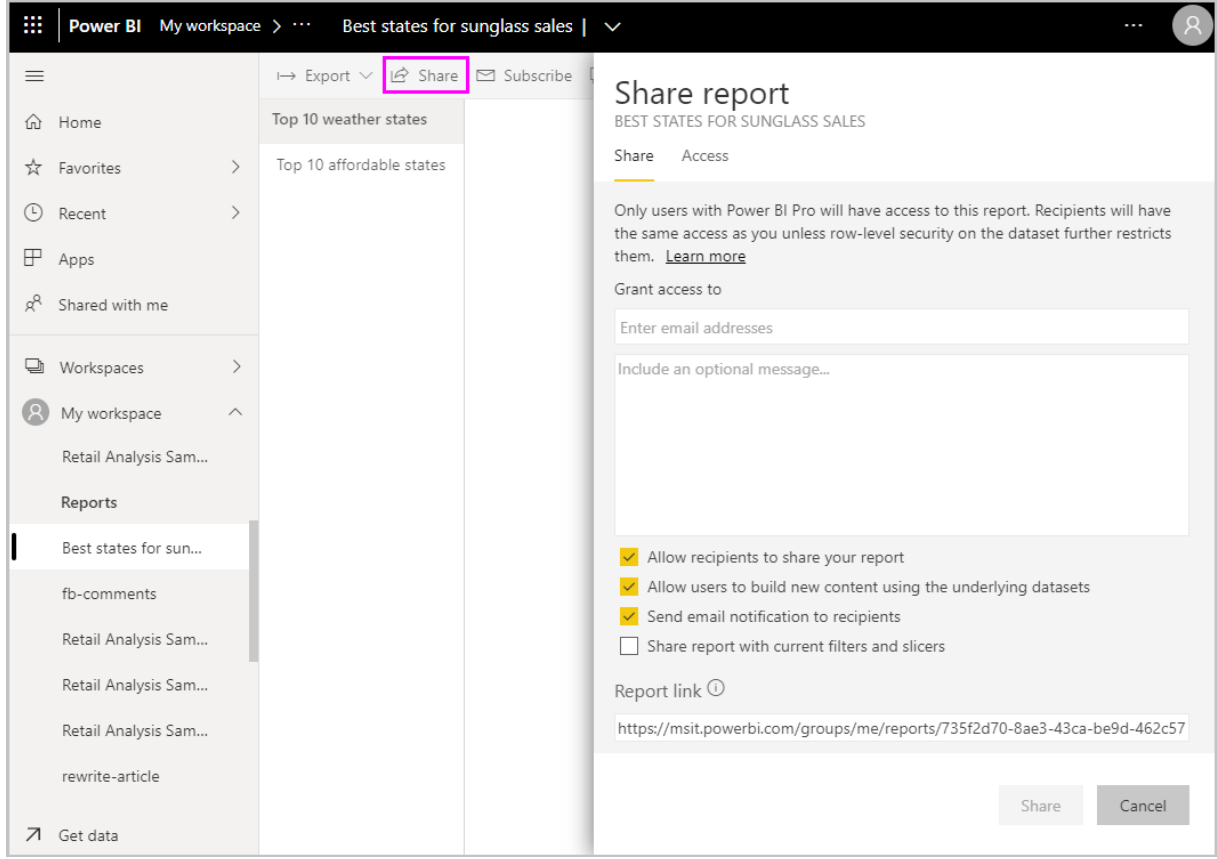 Power BI My workspace > ··· Best states for sunglass sales |
Export Share Subscribe
Home
Favorites
Recent
Apps
Shared with me
Workspaces
My workspace
Retail Analysis Sam...
Reports
Best states for sun...
fb-comments
Retail Analysis Sam...
Retail Analysis Sam...
Retail Analysis Sam...
rewrite-article
Get data
Top 10 weather states
Top 10 affordable states
Share report
BEST STATES FOR SUNGLASS SALES
Share Access
Only users with Power BI Pro will have access to this report. Recipients will have
the same access as you unless row-level security on the dataset further restricts
them. Learn more
Grant access to
Enter email addresses
Include an optional message...
Allow recipients to share your report
Allow users to build new content using the underlying datasets
Send email notification to recipients
Share report with current filters and slicers
Report link
https://msit.powerbi.com/groups/me/reports/735f2d70-8ae3-43ca-be9d-462c57
Share Cancel